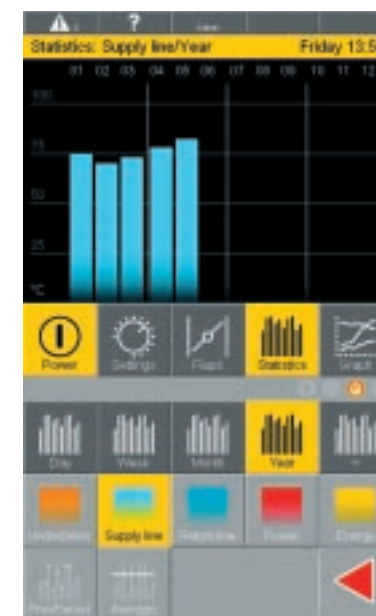 ?
Statistics: Supply line/Year Friday 13:5
01 02 03 04 05 06 07 08 09 10 11 12
100
75
50
25
°C
Power Settings Flaps Statistics Graph
Day Week Month Year
Underpress Supply line Return line Power Energy
PrevPeriod Average